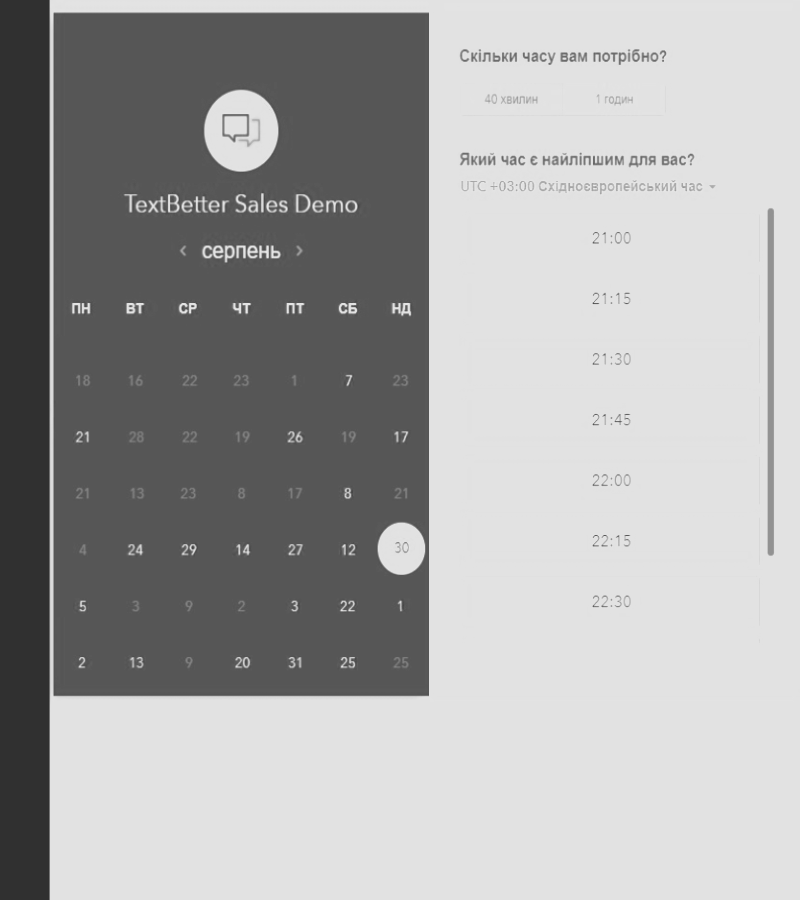 TextBetter Sales Demo
‹ серпень ›
ПН ВТ СР ЧТ ПТ СБ НД
18 16 22 23 1 7 23
21 28 22 19 26 19 17
21 13 23 8 17 8 21
4 24 29 14 27 12 30
5 3 9 2 3 22 1
2 13 9 20 31 25 25
Скільки часу вам потрібно?
40 хвилин 1 годин
Який час є найліпшим для вас?
UTC +03:00 Східноєвропейський час
21:00
21:15
21:30
21:45
22:00
22:15
22:30